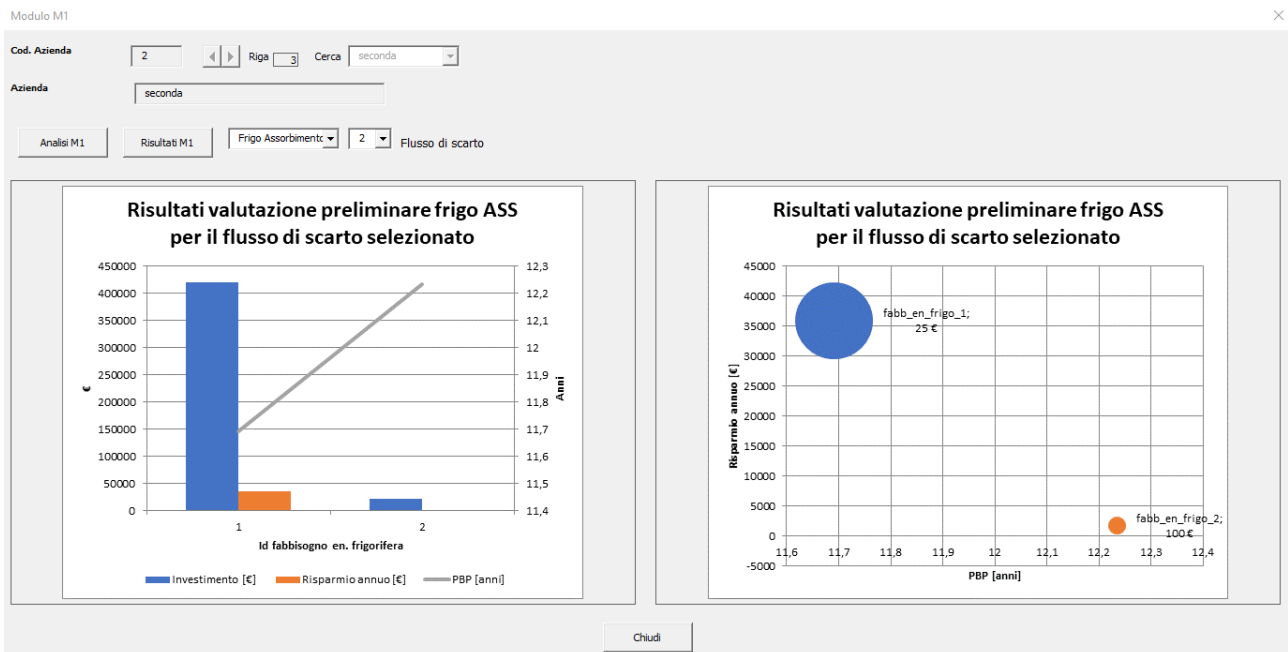 Modulo M1
Cod. Azienda
2
Riga
3
Cerca
seconda
Azienda
seconda
Analisi M1
Risultati M1
Frigo Assorbimento
2
Flusso di scarto
Risultati valutazione preliminare frigo ASS
per il flusso di scarto selezionato
450000
400000
350000
300000
250000
200000
150000
100000
50000
0
€
12,3
12,2
12,1
12
11,9
11,8
11,7
11,6
11,5
11,4
Anni
1
2
Id fabbisogno en. frigorifera
Investimento [€]
Risparmio annuo [€]
PBP [anni]
Risultati valutazione preliminare frigo ASS
per il flusso di scarto selezionato
45000
40000
35000
30000
25000
20000
15000
10000
5000
0
-5000
Risparmio annuo [€]
fabb_en_frigo_1;
25 €
fabb_en_frigo_2;
100 €
11,6
11,7
11,8
11,9
12
12,1
12,2
12,3
12,4
PBP [anni]
Chiudi